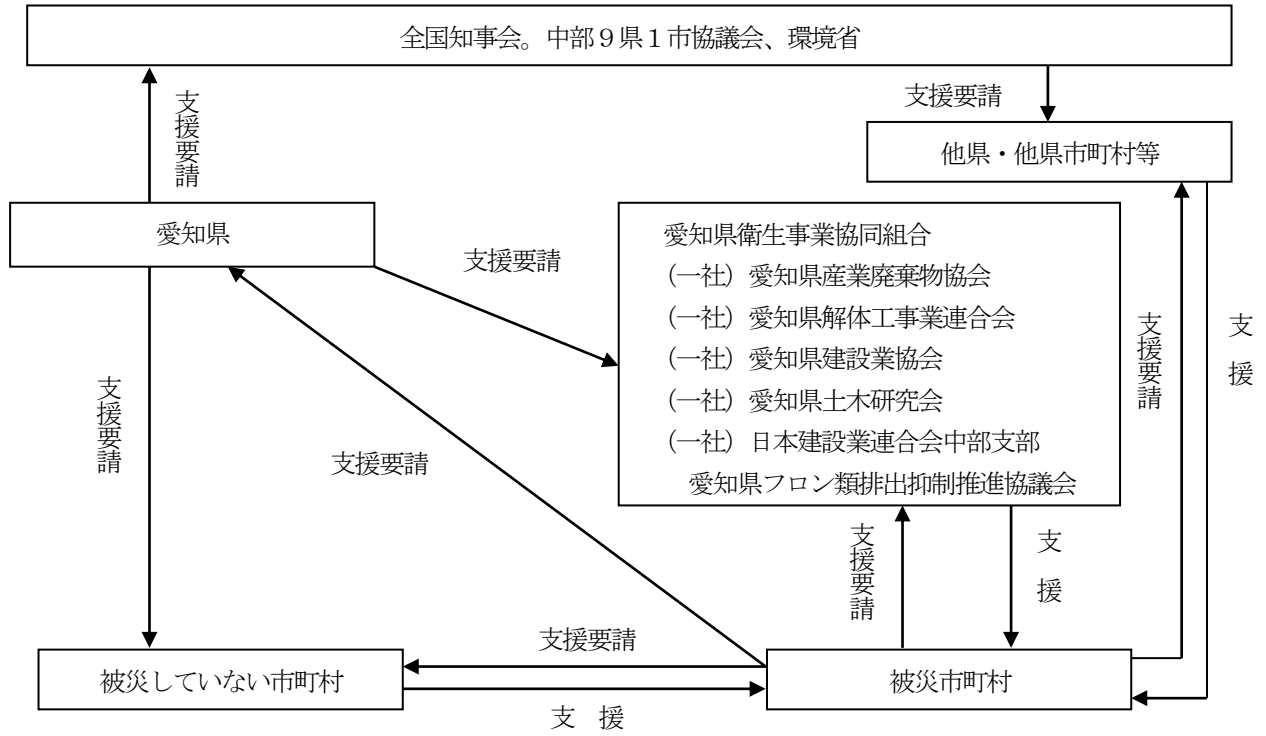 全国知事会。中部９県１市協議会、環境省
支援要請
支援要請
他県・他県市町村等
愛知県
支援要請
愛知県衛生事業協同組合
（一社）愛知県産業廃棄物協会
（一社）愛知県解体工事業連合会
（一社）愛知県建設業協会
（一社）愛知県土木研究会
（一社）日本建設業連合会中部支部
愛知県フロン類排出抑制推進協議会
支援要請
支　援
支援要請
支援要請
支援要請
支　援
支援要請
被災していない市町村
被災市町村
支　援